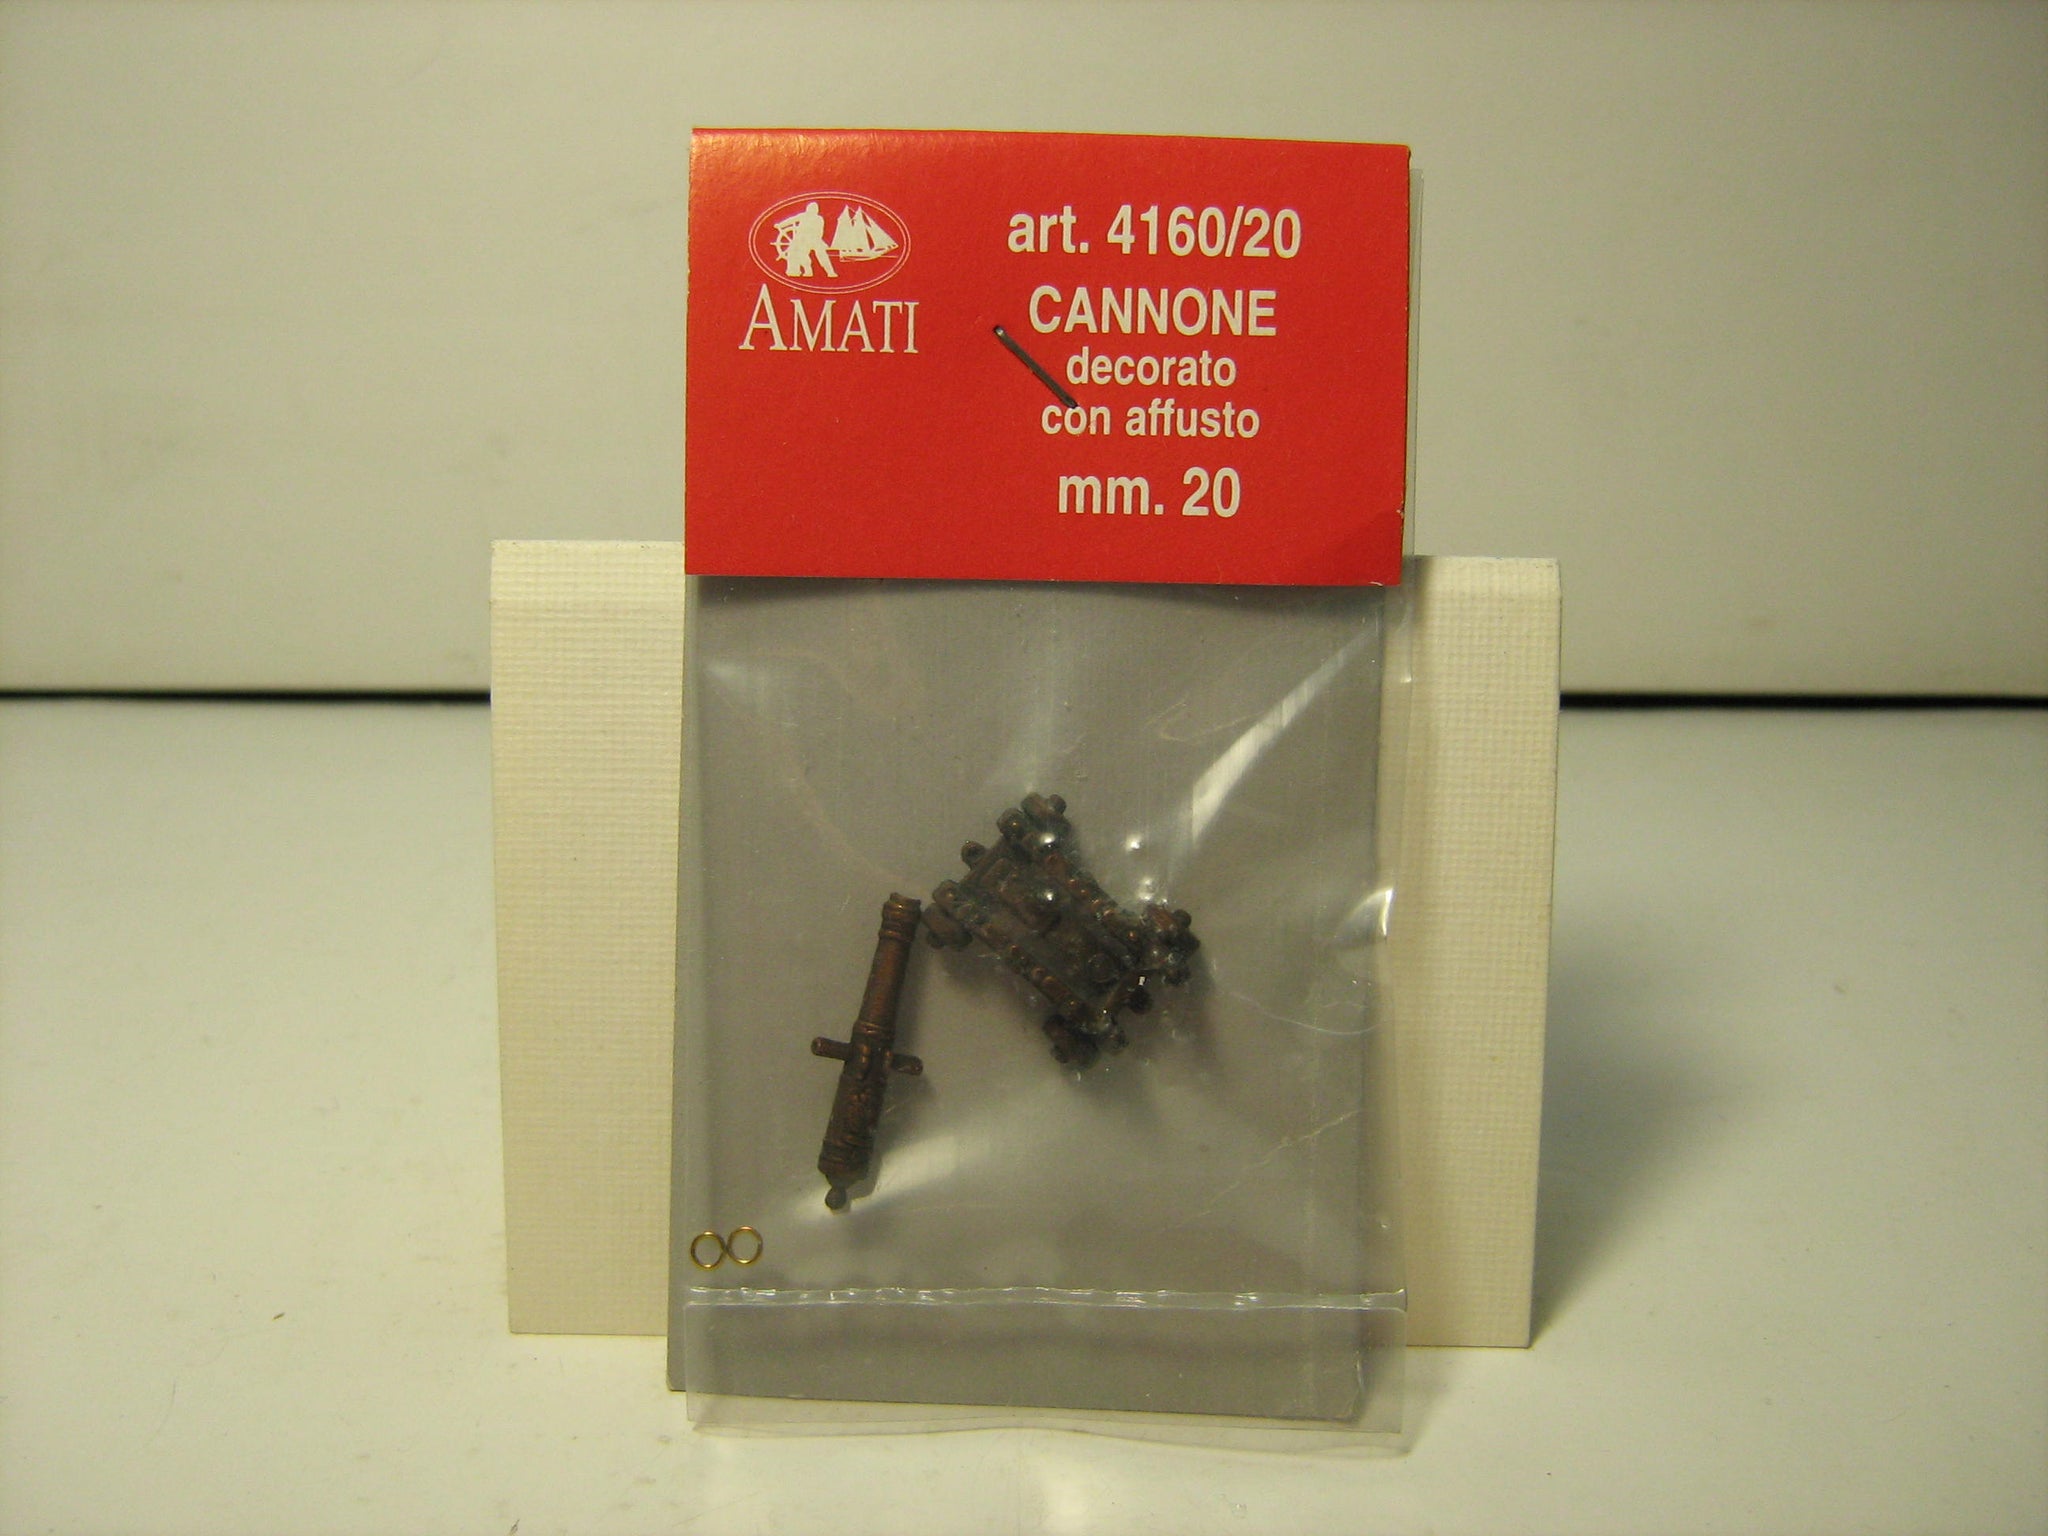 AMATI
art. 4160/20
CANNONE
decorato
con affusto
mm. 20